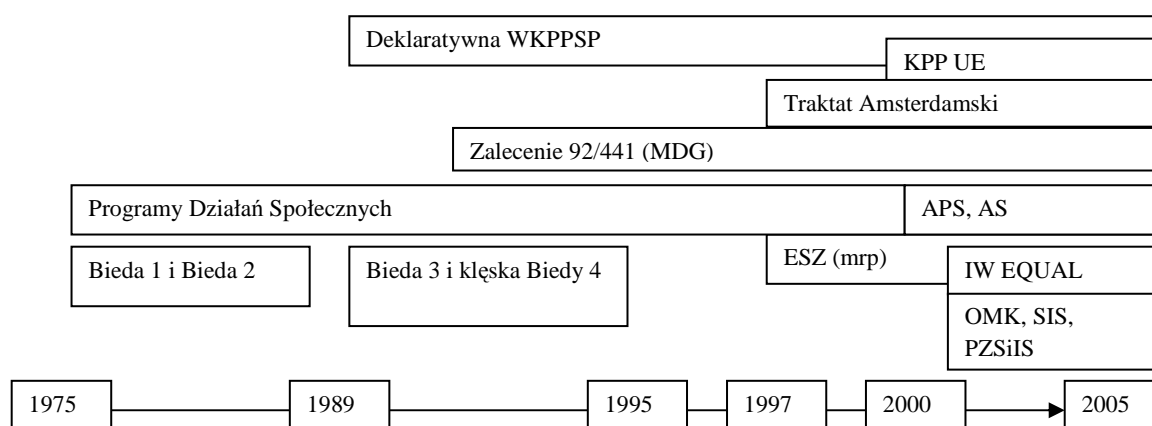 Deklaratywna WKPPSP
KPP UE
Traktat Amsterdamski
Zalecenie 92/441 (MDG)
Programy Działań Społecznych
APS, AS
Bieda 1 i Bieda 2
Bieda 3 i klęska Biedy 4
ESZ (mrp)
IW EQUAL
OMK, SIS,
PZSiIS
1975
1989
1995
1997
2000
2005